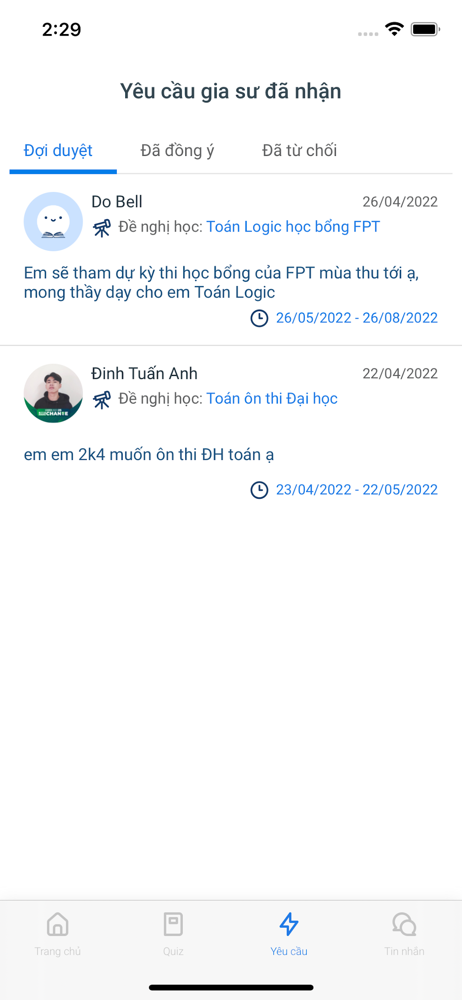 2:29
Yêu cầu gia sư đã nhận
Đợi duyệt Đã đồng ý Đã từ chối
Do Bell 26/04/2022
Đề nghị học: Toán Logic học bổng FPT
Em sẽ tham dự kỳ thi học bổng của FPT mùa thu tới ạ,
mong thầy dạy cho em Toán Logic
26/05/2022 - 26/08/2022
Đinh Tuấn Anh 22/04/2022
Đề nghị học: Toán ôn thi Đại học
CHANGE
em em 2k4 muốn ôn thi ĐH toán ạ
23/04/2022 - 22/05/2022
Trang chủ Quiz Yêu cầu Tin nhắn